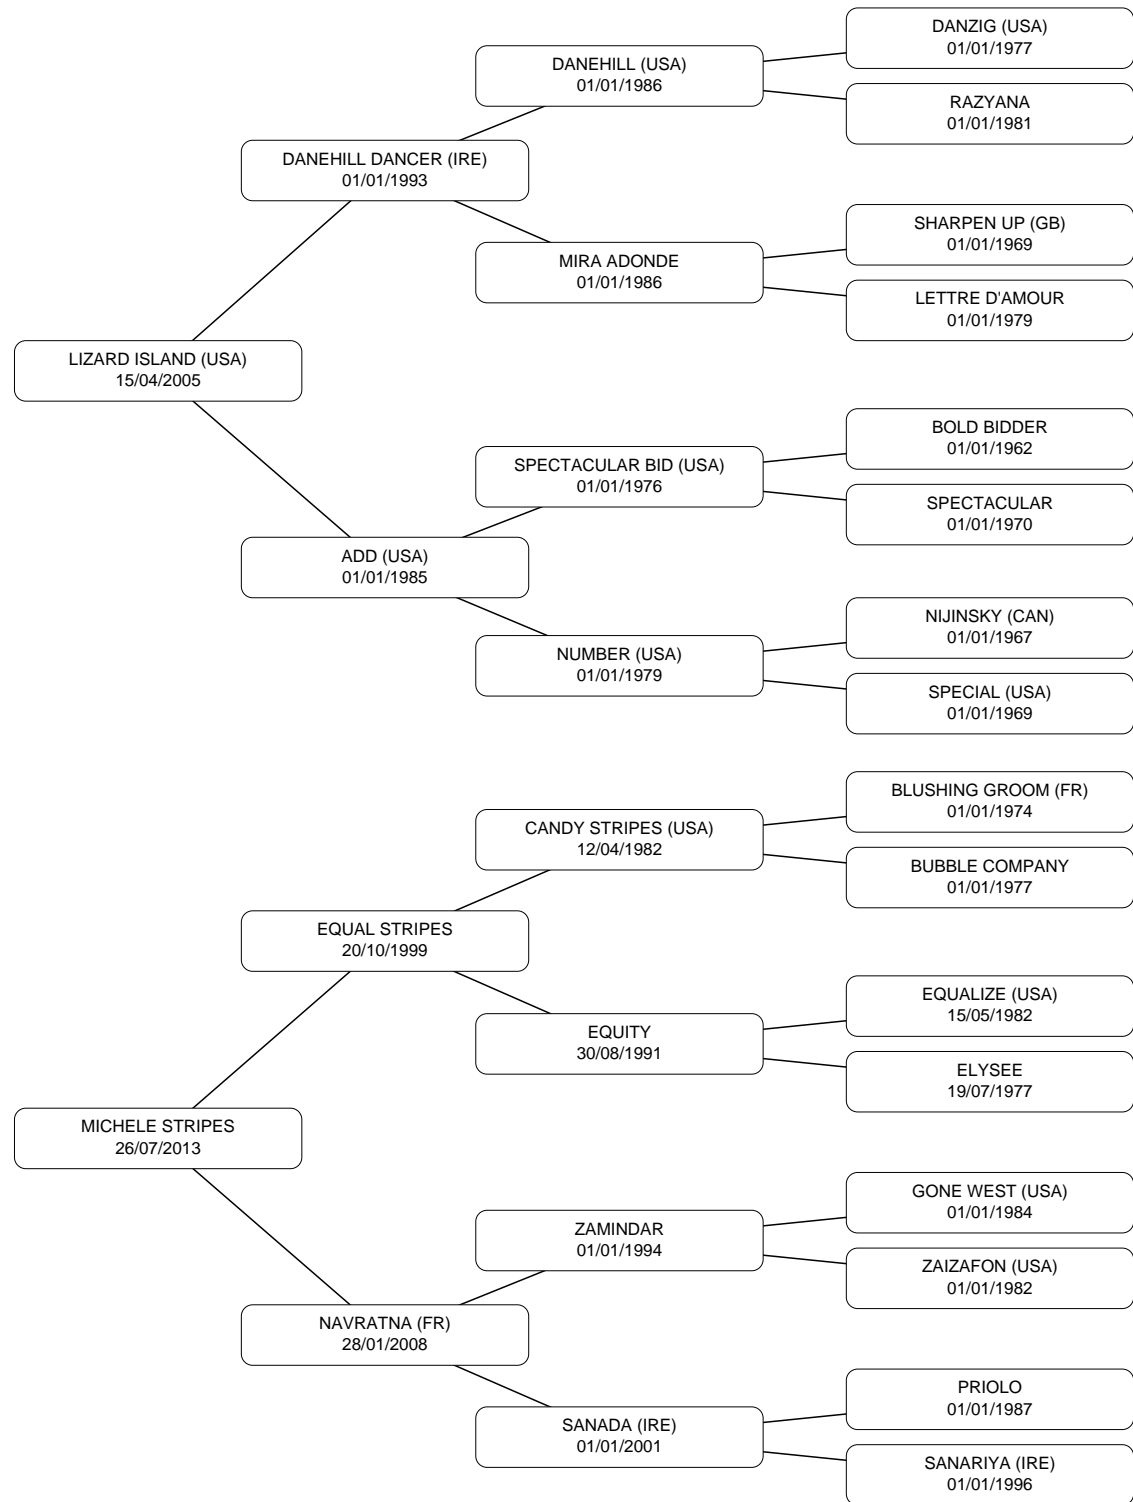 DANZIG (USA)
01/01/1977
DANEHILL (USA)
01/01/1986
RAZYANA
01/01/1981
DANEHILL DANCER (IRE)
01/01/1993
SHARPEN UP (GB)
01/01/1969
MIRA ADONDE
01/01/1986
LETTRE D'AMOUR
01/01/1979
LIZARD ISLAND (USA)
15/04/2005
BOLD BIDDER
01/01/1962
SPECTACULAR BID (USA)
01/01/1976
SPECTACULAR
01/01/1970
ADD (USA)
01/01/1985
NIJINSKY (CAN)
01/01/1967
NUMBER (USA)
01/01/1979
SPECIAL (USA)
01/01/1969
BLUSHING GROOM (FR)
01/01/1974
CANDY STRIPES (USA)
12/04/1982
BUBBLE COMPANY
01/01/1977
EQUAL STRIPES
20/10/1999
EQUALIZE (USA)
15/05/1982
EQUITY
30/08/1991
ELYSEE
19/07/1977
MICHELE STRIPES
26/07/2013
GONE WEST (USA)
01/01/1984
ZAMINDAR
01/01/1994
ZAIZAFON (USA)
01/01/1982
NAVRATNA (FR)
28/01/2008
PRIOLO
01/01/1987
SANADA (IRE)
01/01/2001
SANARIYA (IRE)
01/01/1996